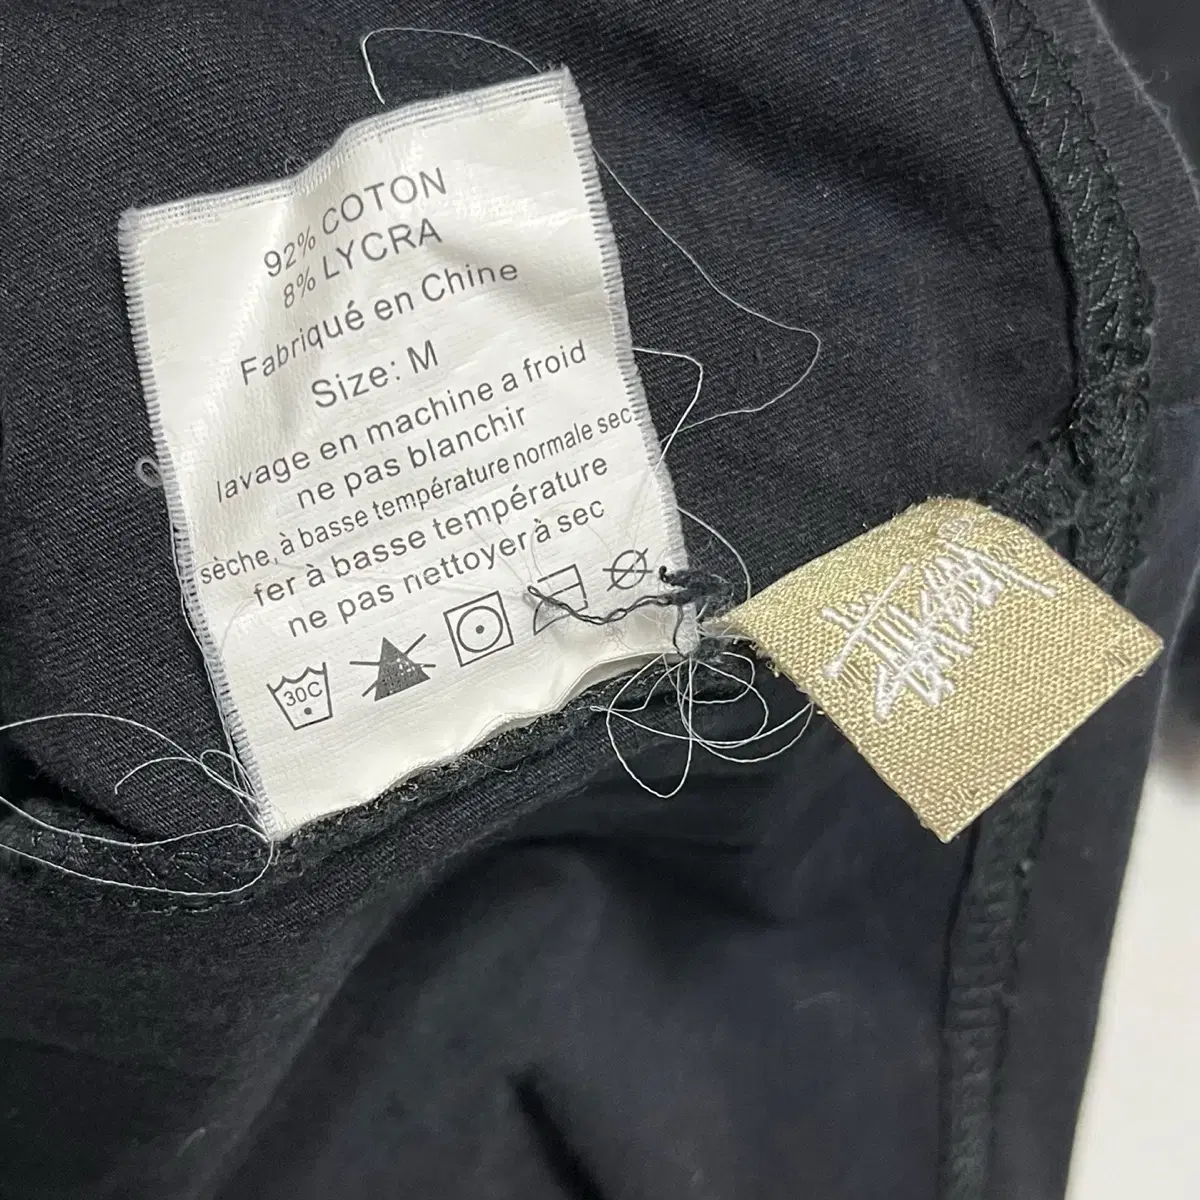 92% COTON
8% LYCRA
Fabriqué en Chine
Size: M
lavage en machine a froid
ne pas blanchir
sèche, à basse température normale sec
fer à basse température
ne pas nettoyer à sec
30C